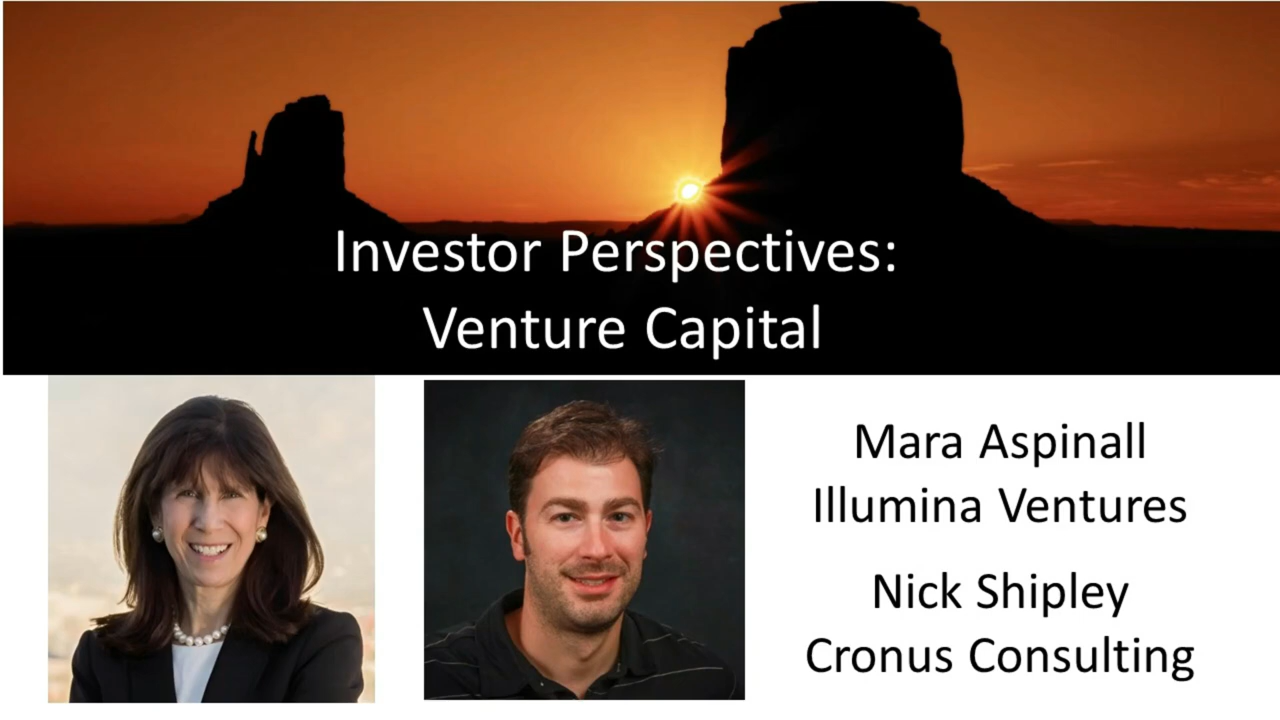 Investor Perspectives:
Venture Capital
Mara Aspinall
Illumina Ventures
Nick Shipley
Cronus Consulting